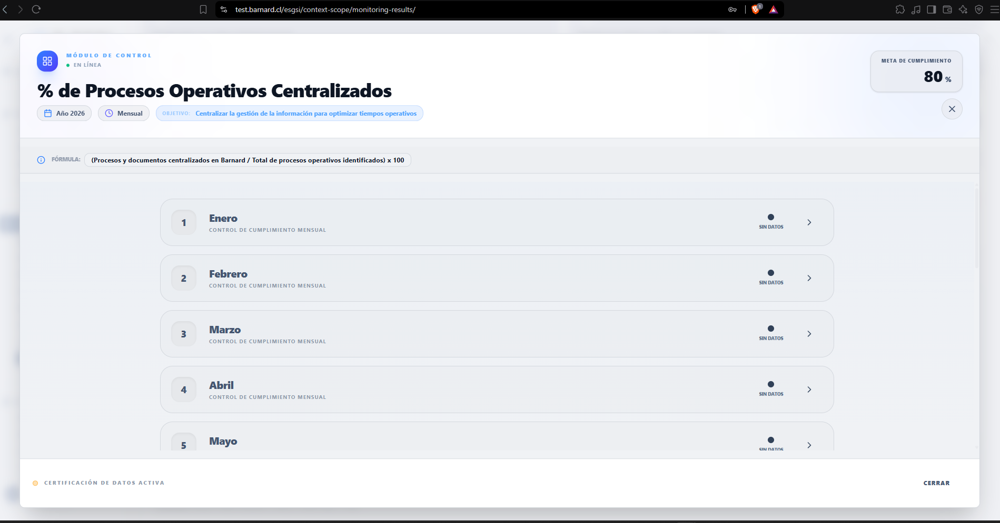 test.barnard.cl/esgsi/context-scope/monitoring-results/
1
MÓDULO DE CONTROL
EN LÍNEA
META DE CUMPLIMIENTO
80 %
% de Procesos Operativos Centralizados
Año 2026
Mensual
OBJETIVO: Centralizar la gestión de la información para optimizar tiempos operativos
FÓRMULA: (Procesos y documentos centralizados en Barnard / Total de procesos operativos identificados) x 100
1
Enero
CONTROL DE CUMPLIMIENTO MENSUAL
SIN DATOS
2
Febrero
CONTROL DE CUMPLIMIENTO MENSUAL
SIN DATOS
3
Marzo
CONTROL DE CUMPLIMIENTO MENSUAL
SIN DATOS
4
Abril
CONTROL DE CUMPLIMIENTO MENSUAL
SIN DATOS
5
Mayo
SIN DATOS
CERTIFICACIÓN DE DATOS ACTIVA
CERRAR